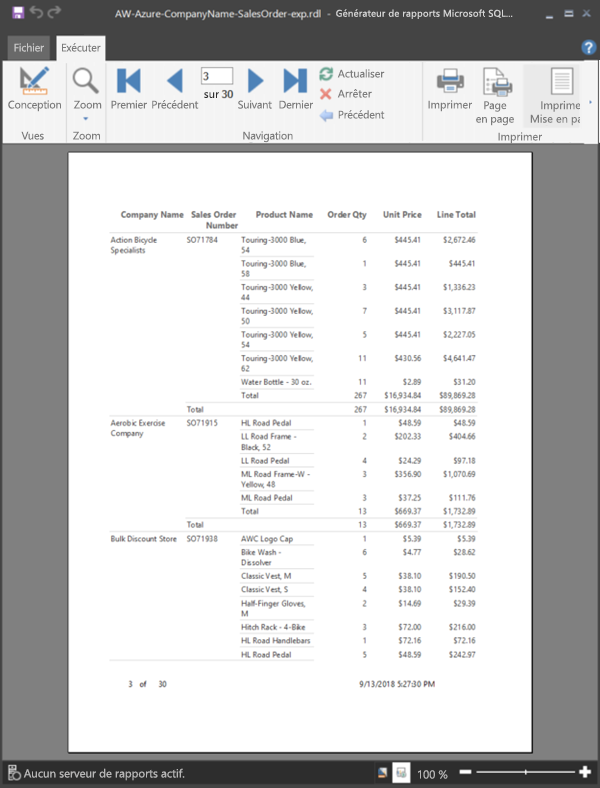 AW-Azure-CompanyName-SalesOrder-exp.rdl - Générateur de rapports Microsoft SQL...
Fichier Exécuter
Conception Zoom Premier Précédent 3 sur 30 Suivant Dernier
Actualiser
Arrêter
Précédent
Imprimer Page en page Imprime Mise en pa
Vues Zoom Navigation Imprimer
Company Name Sales Order Number Product Name Order Qty Unit Price Line Total
Action Bicycle Specialists SO71784 Touring-3000 Blue, 54 6 $445.41 $2,672.46
Touring-3000 Blue, 58 1 $445.41 $445.41
Touring-3000 Yellow, 44 3 $445.41 $1,336.23
Touring-3000 Yellow, 50 7 $445.41 $3,117.87
Touring-3000 Yellow, 54 5 $445.41 $2,227.05
Touring-3000 Yellow, 62 11 $430.56 $4,641.47
Water Bottle - 30 oz. 11 $2.89 $31.20
Total 267 $16,934.84 $89,869.28
Total 267 $16,934.84 $89,869.28
Aerobic Exercise Company SO71915 HL Road Pedal 1 $48.59 $48.59
LL Road Frame - Black, 52 2 $202.33 $404.66
LL Road Pedal 4 $24.29 $97.18
ML Road Frame-W - Yellow, 48 3 $356.90 $1,070.69
ML Road Pedal 3 $37.25 $111.76
Total 13 $669.37 $1,732.89
Total 13 $669.37 $1,732.89
Bulk Discount Store SO71938 AWC Logo Cap 1 $5.39 $5.39
Bike Wash - Dissolver 6 $4.77 $28.62
Classic Vest, M 5 $38.10 $190.50
Classic Vest, S 4 $38.10 $152.40
Half-Finger Gloves, M 2 $14.69 $29.39
Hitch Rack - 4-Bike 3 $72.00 $216.00
HL Road Handlebars 1 $72.16 $72.16
HL Road Pedal 5 $48.59 $242.97
3 of 30 9/13/2018 5:27:30 PM
Aucun serveur de rapports actif. 100 %